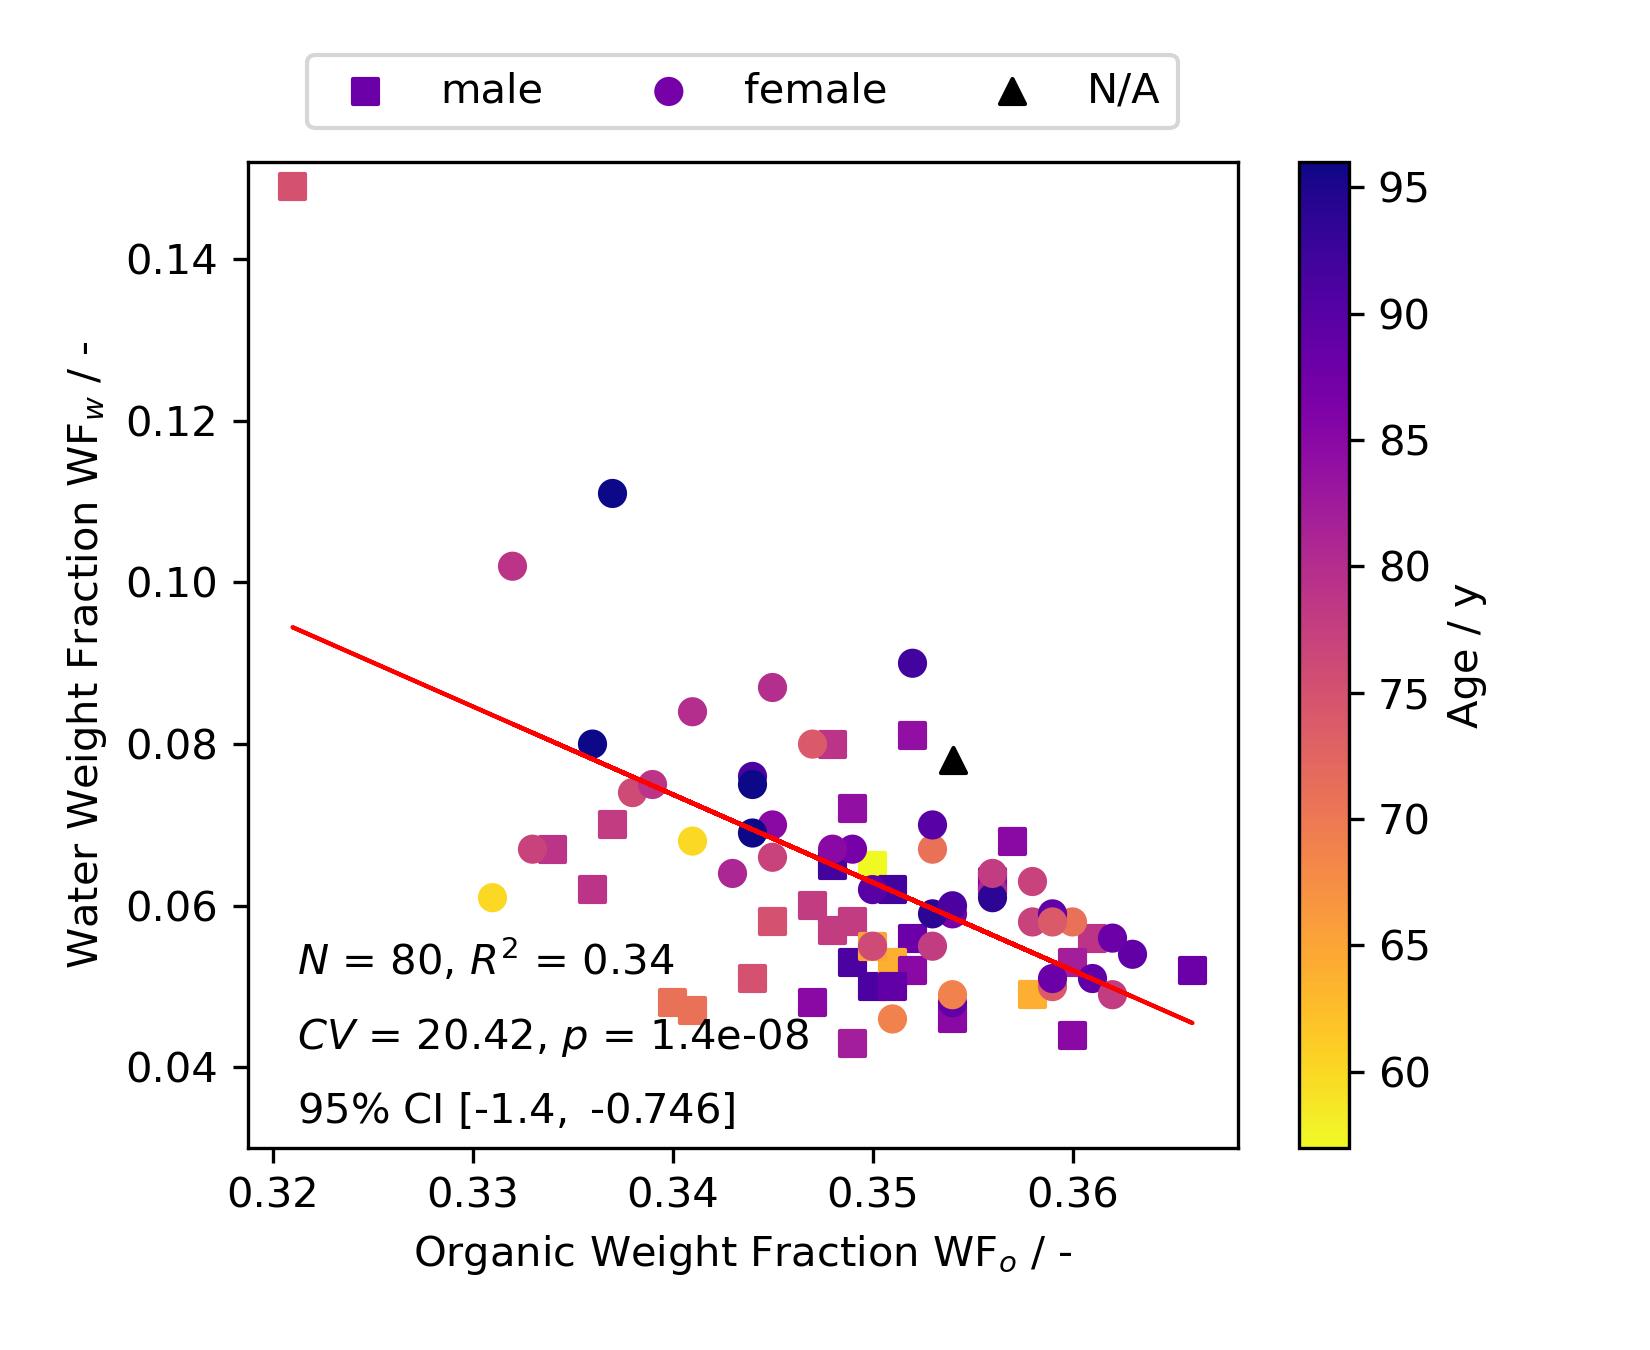 male female N/A
Water Weight Fraction WF_w / -
0.14
0.12
0.10
0.08
0.06
0.04
N = 80, R² = 0.34
CV = 20.42, p = 1.4e-08
95% CI [-1.4, -0.746]
0.32 0.33 0.34 0.35 0.36
Organic Weight Fraction WF_o / -
95
90
85
80
75
70
65
60
Age / y